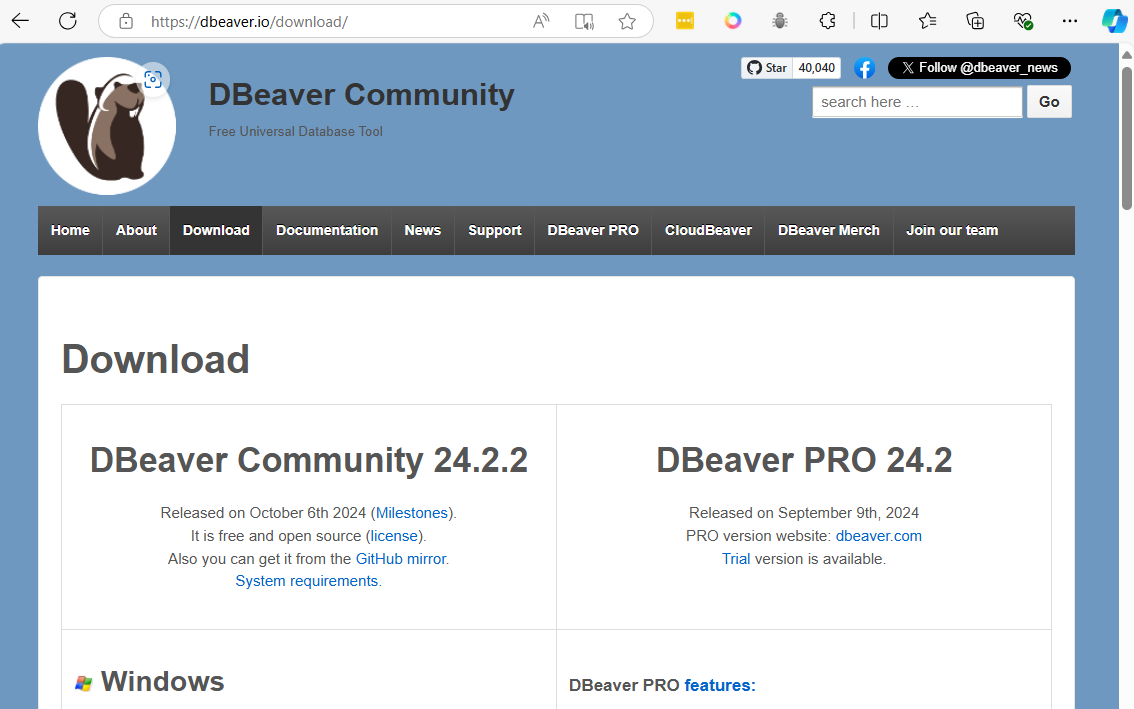 https://dbeaver.io/download/
DBeaver Community
Free Universal Database Tool
Star 40,040
Follow @dbeaver_news
search here ...
Go
Home About Download Documentation News Support DBeaver PRO CloudBeaver DBeaver Merch Join our team
Download
DBeaver Community 24.2.2
Released on October 6th 2024 (Milestones).
It is free and open source (license).
Also you can get it from the GitHub mirror.
System requirements.
DBeaver PRO 24.2
Released on September 9th, 2024
PRO version website: dbeaver.com
Trial version is available.
Windows
DBeaver PRO features: